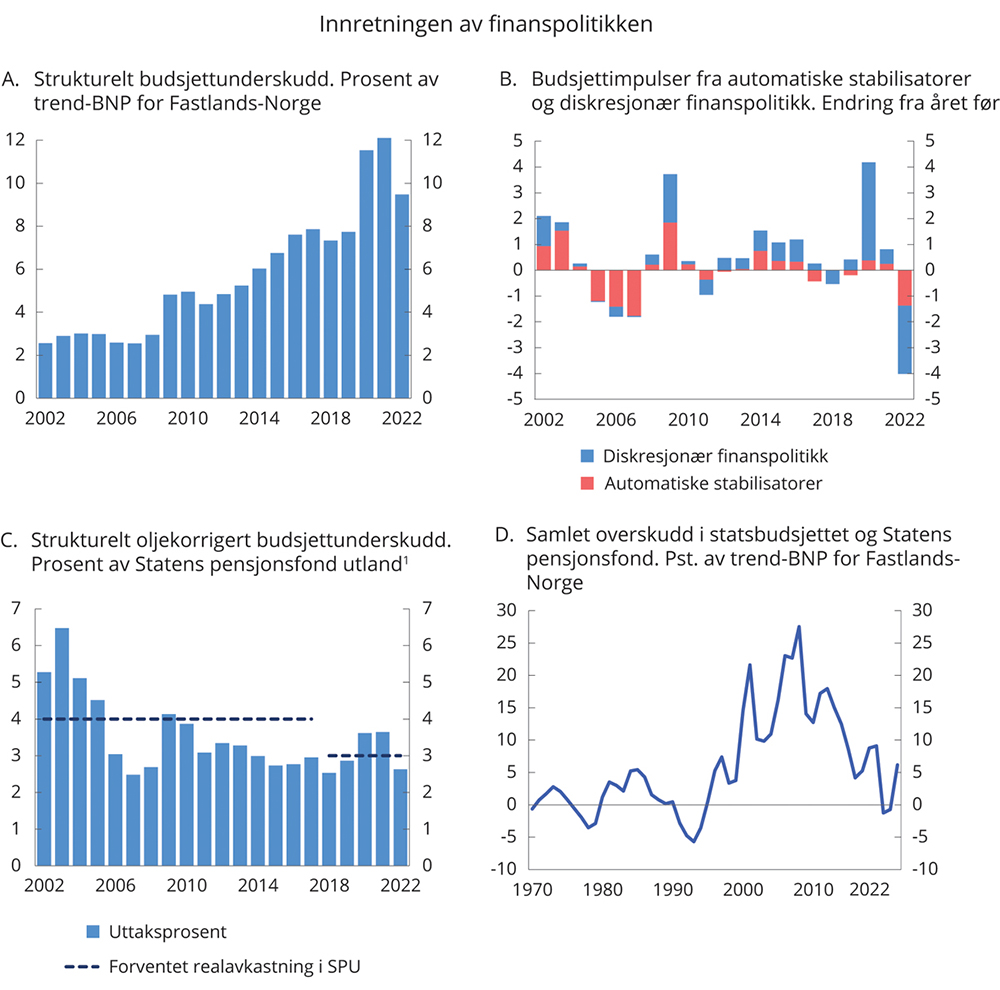 Innretningen av finanspolitikken
A. Strukturelt budsjettunderskudd. Prosent av
trend-BNP for Fastlands-Norge
12 12
10 10
8 8
6 6
4 4
2 2
0 0
2002 2006 2010 2014 2018 2022
B. Budsjettimpulser fra automatiske stabilisatorer
og diskresjonær finanspolitikk. Endring fra året før
5 5
4 4
3 3
2 2
1 1
0 0
-1 -1
-2 -2
-3 -3
-4 -4
-5 -5
2002 2006 2010 2014 2018 2022
Diskresjonær finanspolitikk
Automatiske stabilisatorer
C. Strukturelt oljekorrigert budsjettunderskudd.
Prosent av Statens pensjonsfond utland¹
7 7
6 6
5 5
4 4
3 3
2 2
1 1
0 0
2002 2006 2010 2014 2018 2022
Uttaksprosent
Forventet realavkastning i SPU
D. Samlet overskudd i statsbudsjettet og Statens
pensjonsfond. Pst. av trend-BNP for Fastlands-
Norge
30 30
25 25
20 20
15 15
10 10
5 5
0 0
-5 -5
-10 -10
1970 1980 1990 2000 2010 2022